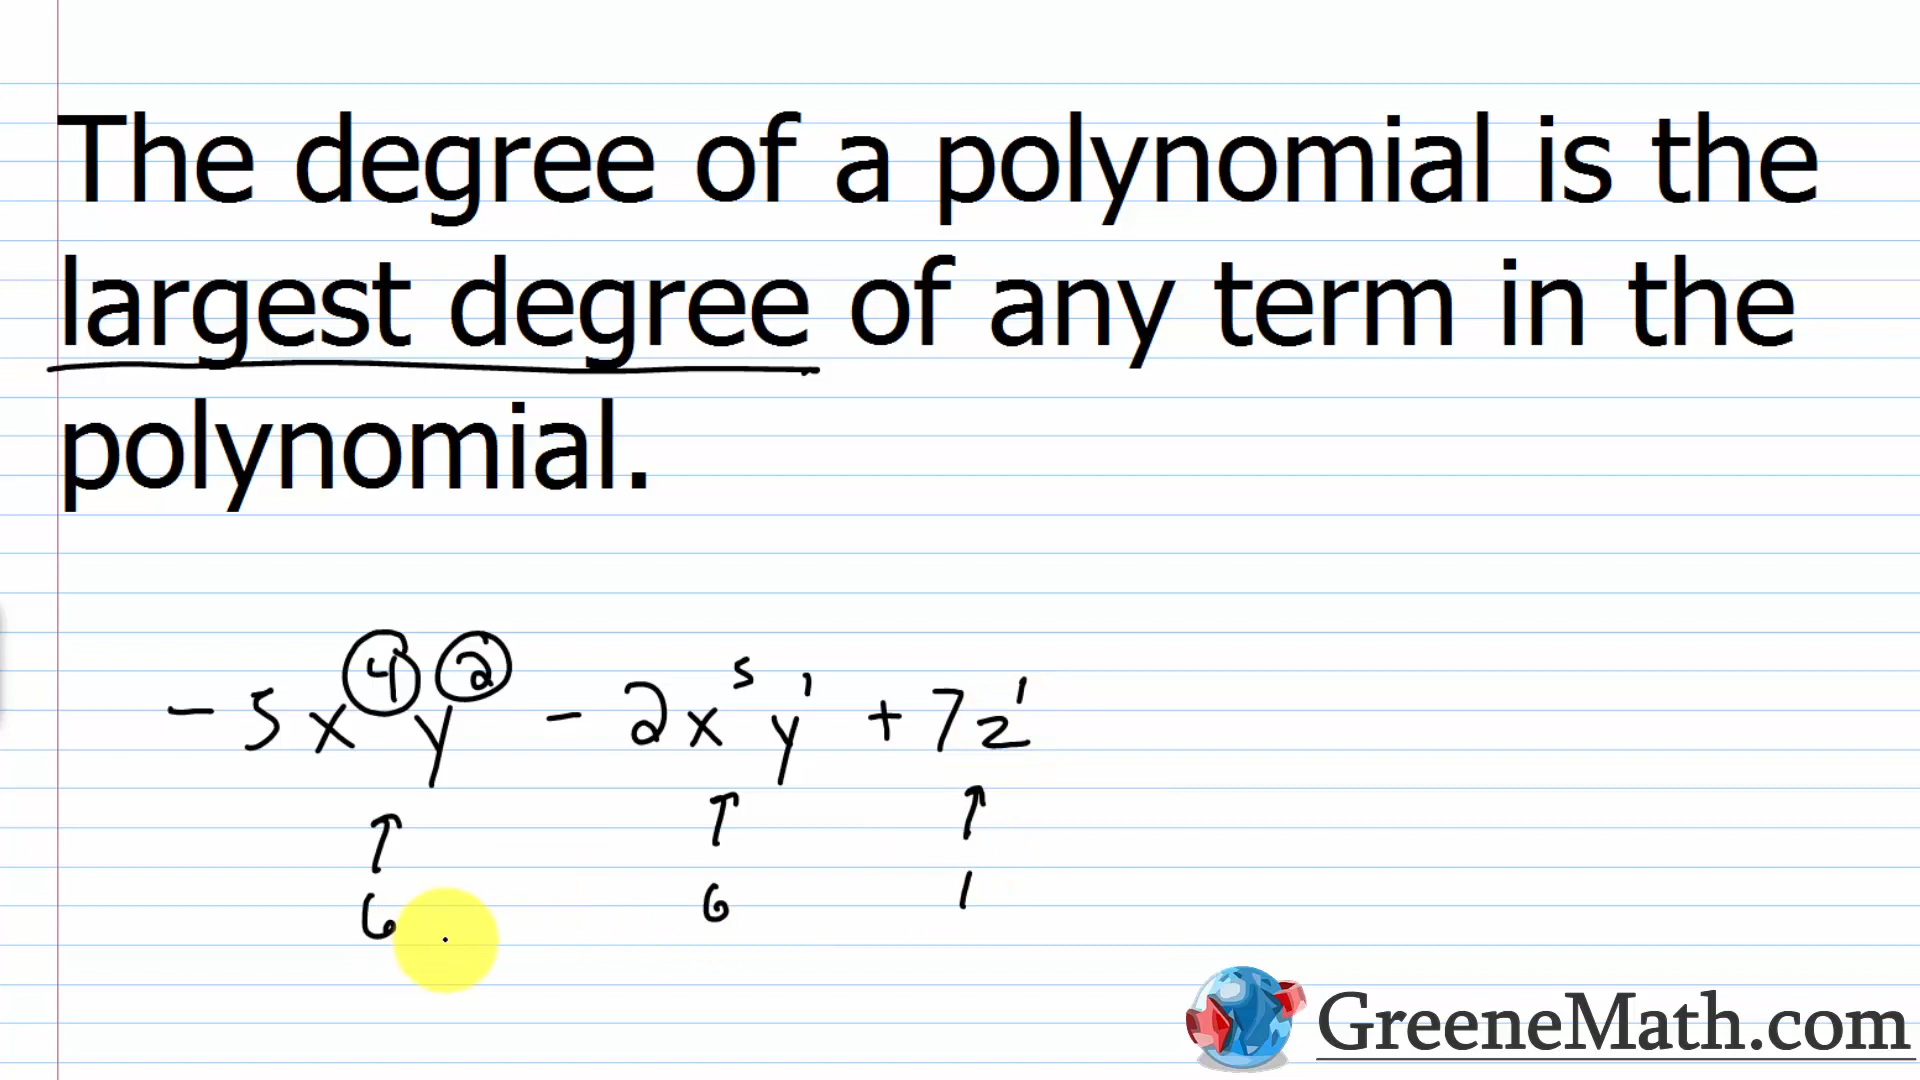 The degree of a polynomial is the
largest degree of any term in the
polynomial.
- 5x⁴y² - 2x⁵y¹ + 7z¹
↑ ↑ ↑
6 6 1
GreeneMath.com